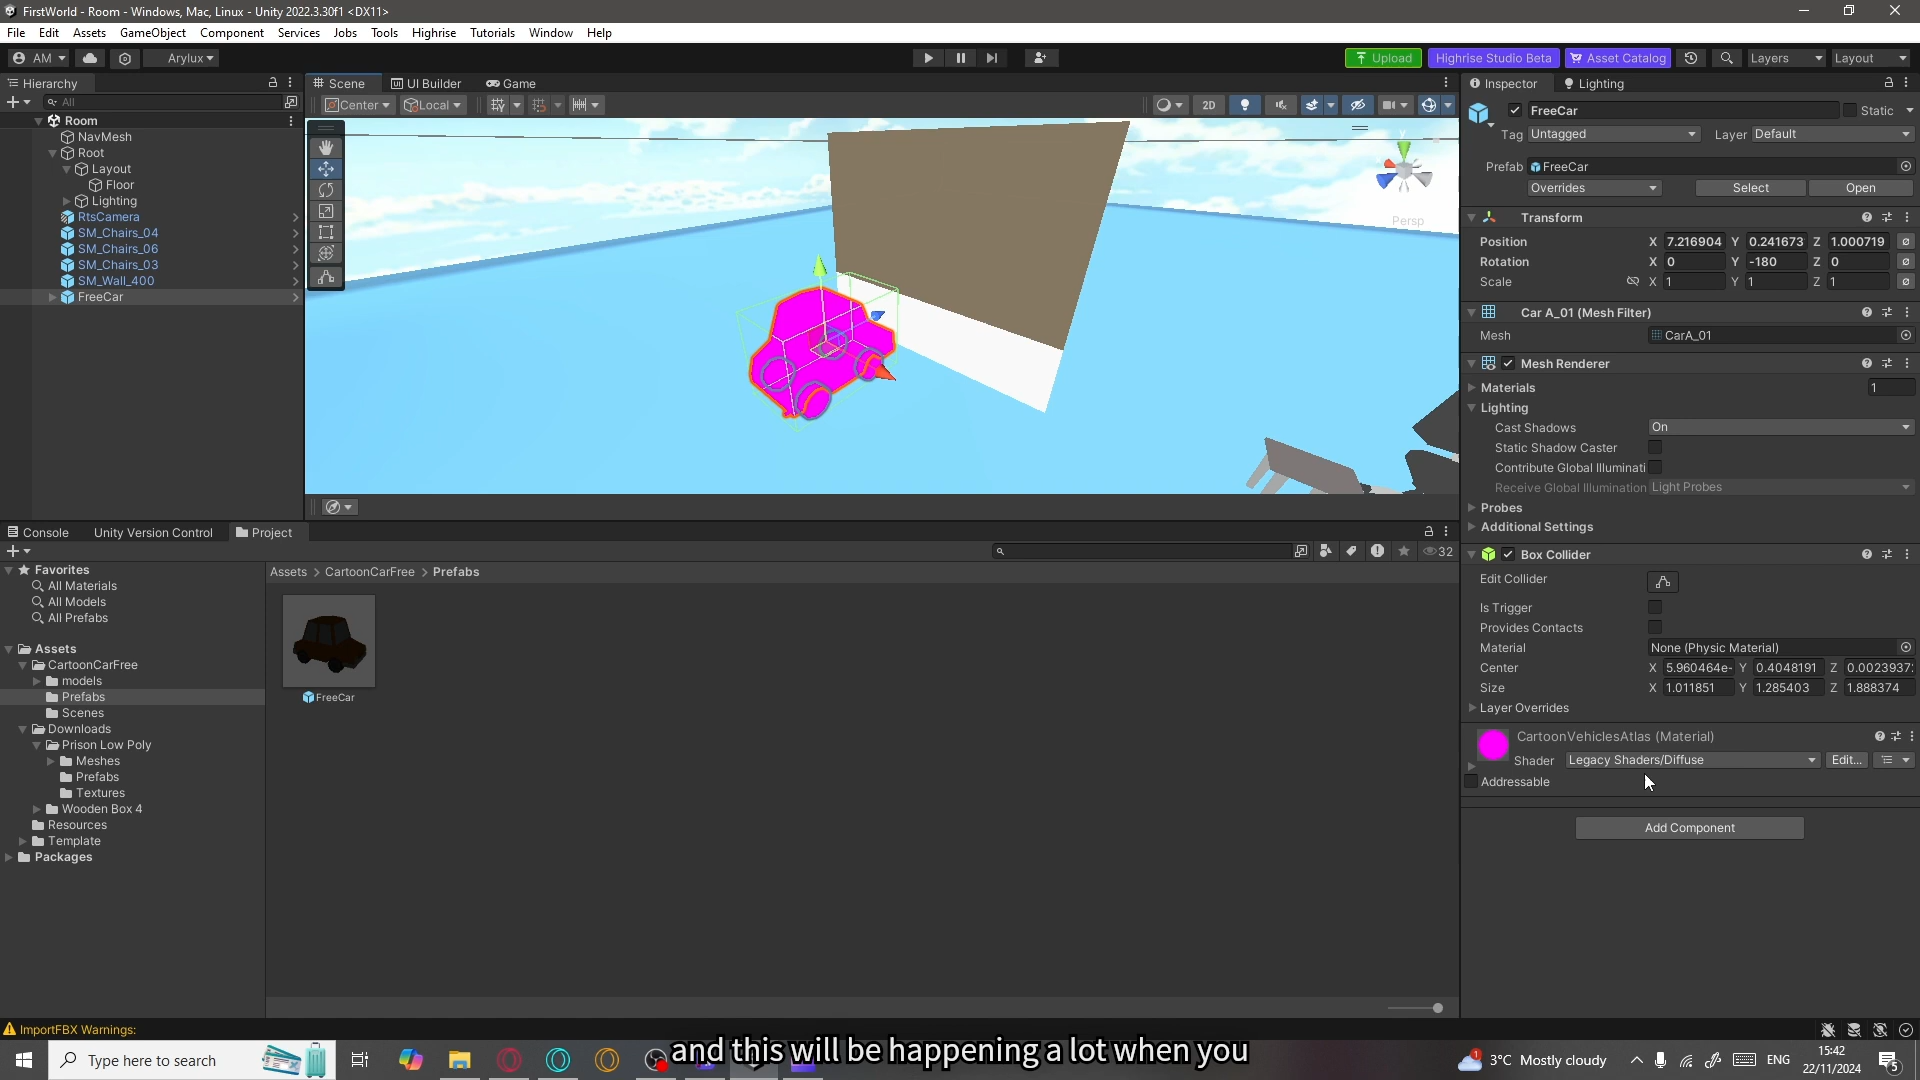 FirstWorld - Room - Windows, Mac, Linux - Unity 2022.3.30f1 <DX11>
File Edit Assets GameObject Component Services Jobs Tools Highrise Tutorials Window Help
AM
Arylux
Upload
Highrise Studio Beta
Asset Catalog
Layers
Layout
Hierarchy
All
Room
NavMesh
Root
Layout
Floor
Lighting
RtsCamera
SM_Chairs_04
SM_Chairs_06
SM_Chairs_03
SM_Wall_400
FreeCar
Scene UI Builder Game
Center Local 2D
y
Persp
Console Unity Version Control Project
32
Favorites
All Materials
All Models
All Prefabs
Assets
CartoonCarFree
models
Prefabs
Scenes
Downloads
Prison Low Poly
Meshes
Prefabs
Textures
Wooden Box 4
Resources
Template
Packages
Assets > CartoonCarFree > Prefabs
FreeCar
Inspector Lighting
FreeCar Static
Tag Untagged Layer Default
Prefab FreeCar
Overrides Select Open
Transform
Position X 7.216904 Y 0.241673 Z 1.000719
Rotation X 0 Y -180 Z 0
Scale X 1 Y 1 Z 1
Car A_01 (Mesh Filter)
Mesh CarA_01
Mesh Renderer
Materials 1
Lighting
Cast Shadows On
Static Shadow Caster
Contribute Global Illuminati
Receive Global Illumination Light Probes
Probes
Additional Settings
Box Collider
Edit Collider
Is Trigger
Provides Contacts
Material None (Physic Material)
Center X 5.960464e- Y 0.4048191 Z 0.0023937
Size X 1.011851 Y 1.285403 Z 1.888374
Layer Overrides
CartoonVehiclesAtlas (Material)
Shader Legacy Shaders/Diffuse Edit...
Addressable
Add Component
ImportFBX Warnings:
and this will be happening a lot when you
Type here to search
1
3°C Mostly cloudy
ENG
15:42
22/11/2024
5